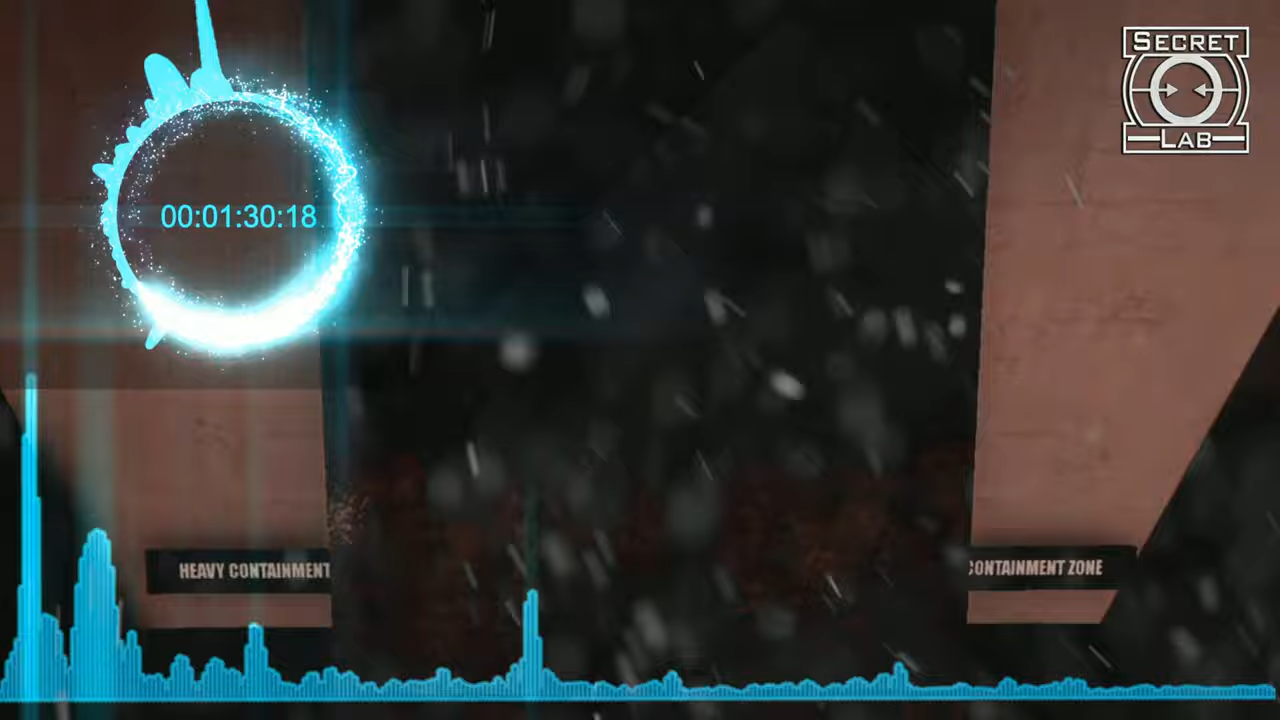 SECRET
LAB
00:01:30:18
HEAVY CONTAINMENT
CONTAINMENT ZONE